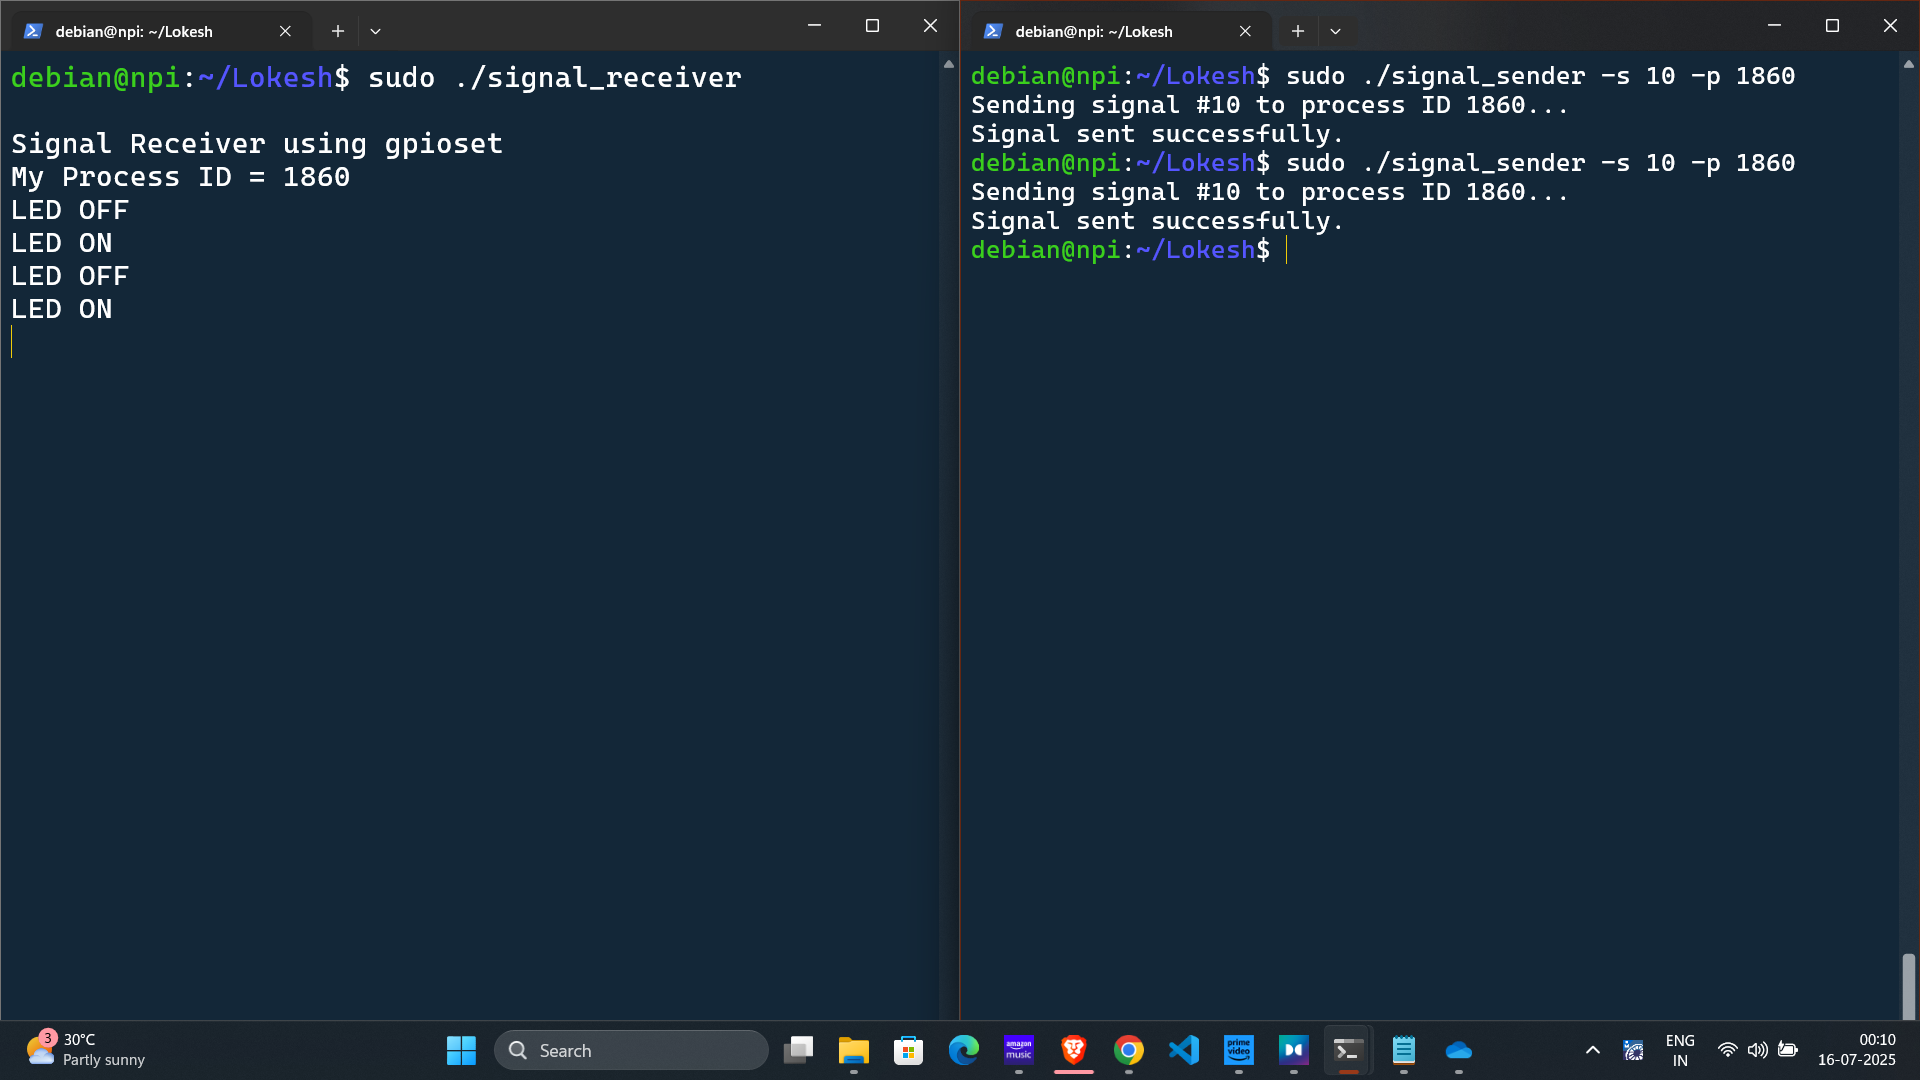 debian@npi: ~/Lokesh
debian@npi:~/Lokesh$ sudo ./signal_receiver
Signal Receiver using gpioset
My Process ID = 1860
LED OFF
LED ON
LED OFF
LED ON
debian@npi: ~/Lokesh
debian@npi:~/Lokesh$ sudo ./signal_sender -s 10 -p 1860
Sending signal #10 to process ID 1860...
Signal sent successfully.
debian@npi:~/Lokesh$ sudo ./signal_sender -s 10 -p 1860
Sending signal #10 to process ID 1860...
Signal sent successfully.
debian@npi:~/Lokesh$
3
30°C
Partly sunny
Search
amazon
music
prime
video
ENG
IN
00:10
16-07-2025